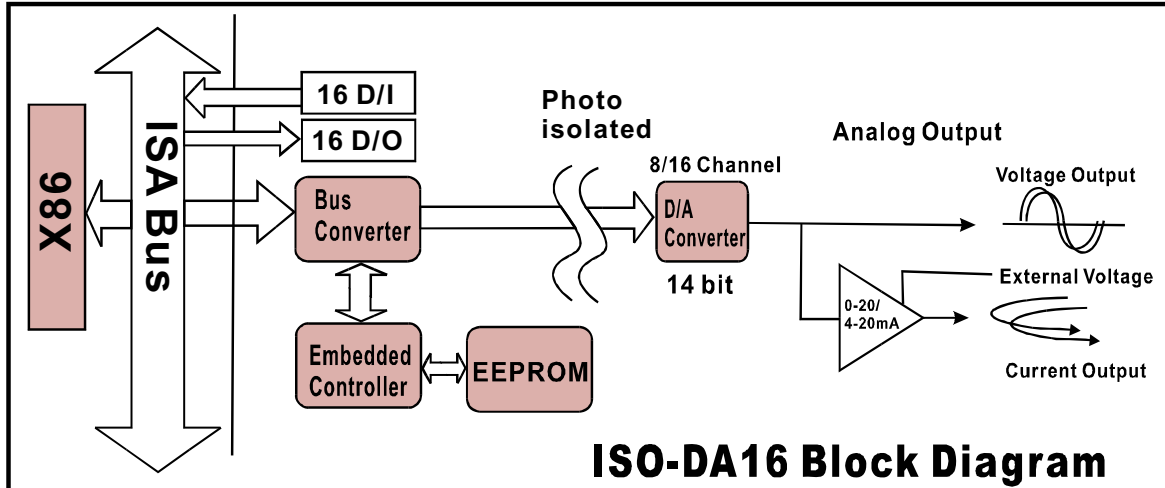 X86
ISA Bus
16 D/I
16 D/O
Bus
Converter
Embedded
Controller
EEPROM
Photo
isolated
8/16 Channel
D/A
Converter
14 bit
Analog Output
Voltage Output
External Voltage
0-20/
4-20mA
Current Output
ISO-DA16 Block Diagram